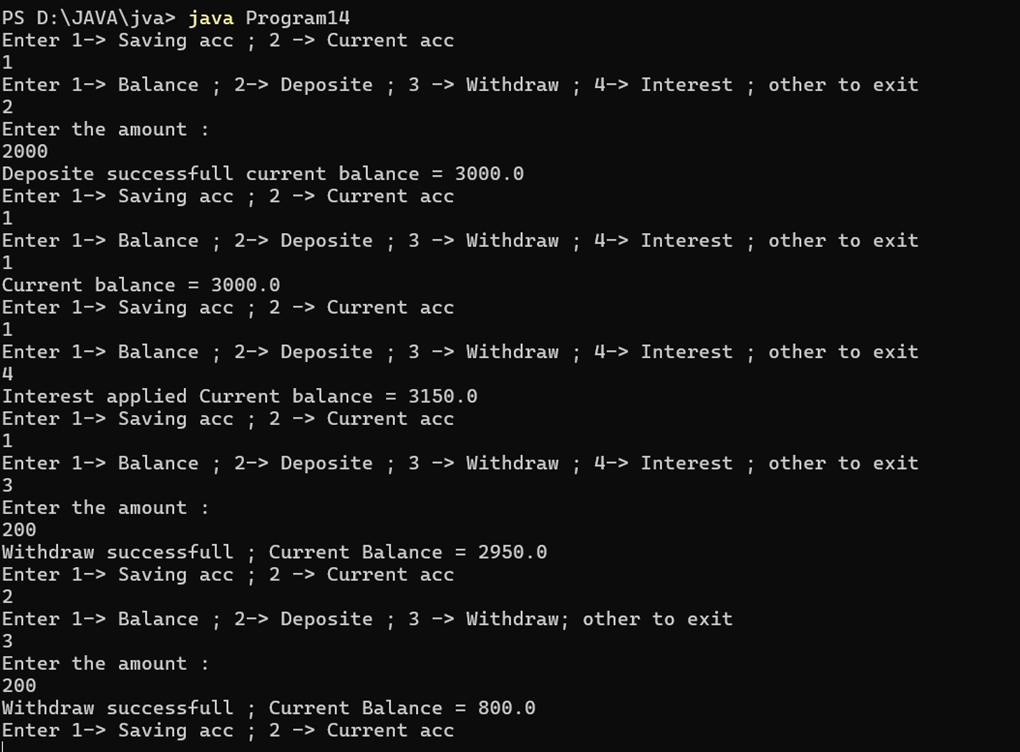 PS D:\JAVA\jva> java Program14
Enter 1-> Saving acc ; 2 -> Current acc
1
Enter 1-> Balance ; 2-> Deposite ; 3 -> Withdraw ; 4-> Interest ; other to exit
2
Enter the amount :
2000
Deposite successfull current balance = 3000.0
Enter 1-> Saving acc ; 2 -> Current acc
1
Enter 1-> Balance ; 2-> Deposite ; 3 -> Withdraw ; 4-> Interest ; other to exit
1
Current balance = 3000.0
Enter 1-> Saving acc ; 2 -> Current acc
1
Enter 1-> Balance ; 2-> Deposite ; 3 -> Withdraw ; 4-> Interest ; other to exit
4
Interest applied Current balance = 3150.0
Enter 1-> Saving acc ; 2 -> Current acc
1
Enter 1-> Balance ; 2-> Deposite ; 3 -> Withdraw ; 4-> Interest ; other to exit
3
Enter the amount :
200
Withdraw successfull ; Current Balance = 2950.0
Enter 1-> Saving acc ; 2 -> Current acc
2
Enter 1-> Balance ; 2-> Deposite ; 3 -> Withdraw; other to exit
3
Enter the amount :
200
Withdraw successfull ; Current Balance = 800.0
Enter 1-> Saving acc ; 2 -> Current acc